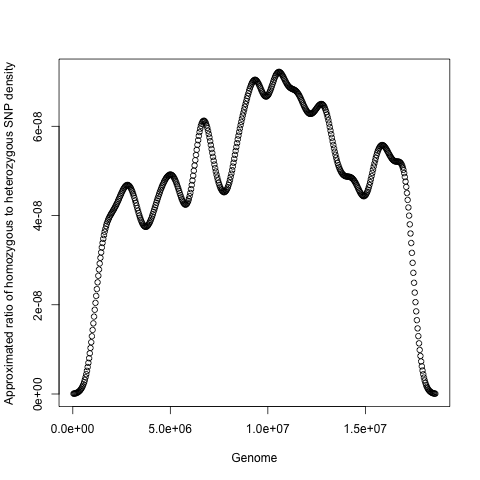 Approximated ratio of homozygous to heterozygous SNP density
6e-08
4e-08
2e-08
0e+00
0.0e+00 5.0e+06 1.0e+07 1.5e+07
Genome